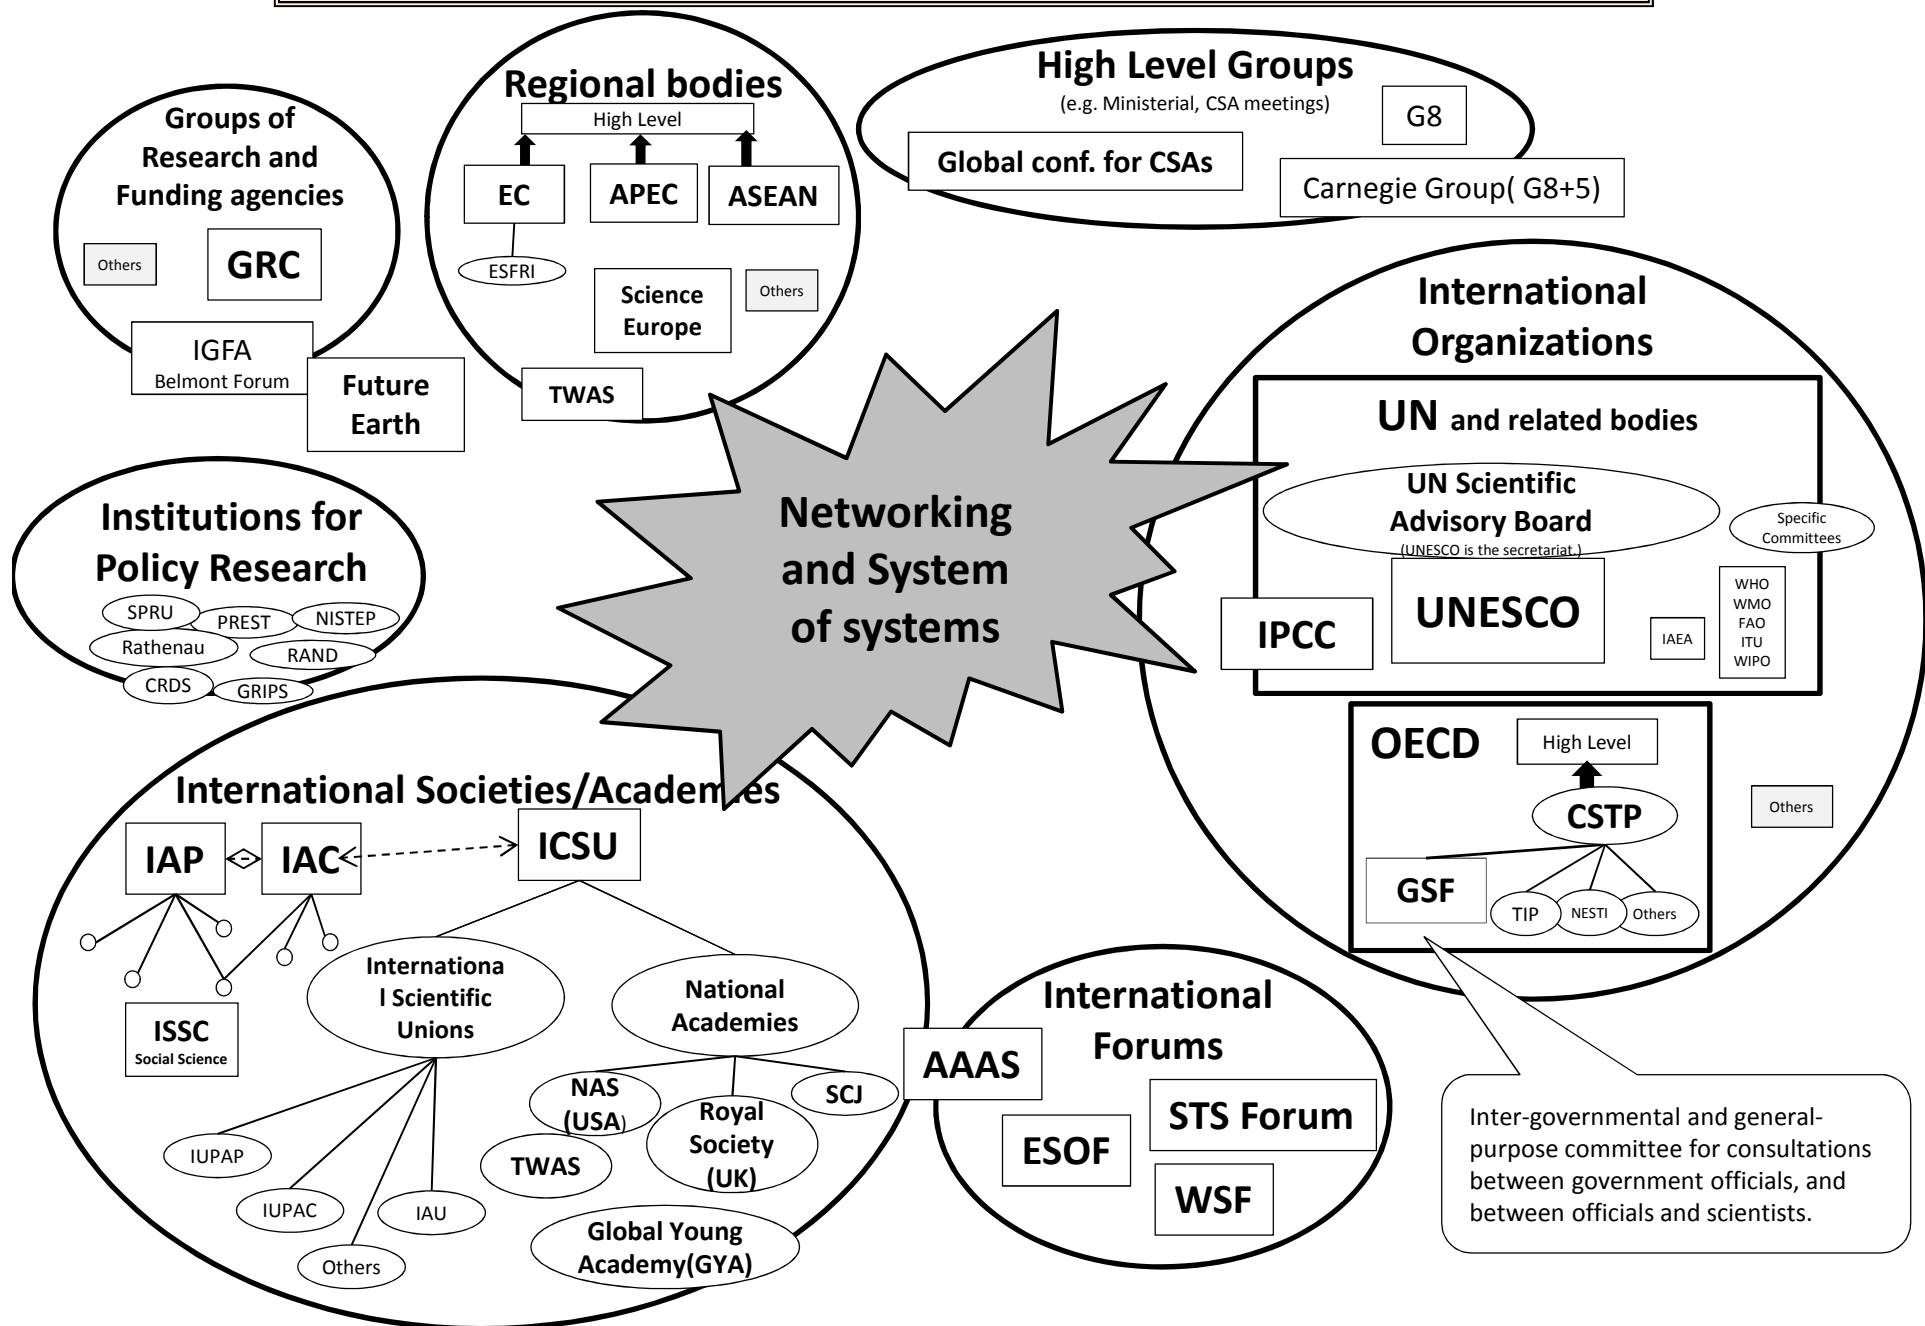 Groups of
Research and
Funding agencies
Others
GRC
IGFA
Belmont Forum
Future
Earth
Regional bodies
High Level
EC
APEC
ASEAN
ESFRI
Science
Europe
Others
TWAS
High Level Groups
(e.g. Ministerial, CSA meetings)
G8
Global conf. for CSAs
Carnegie Group( G8+5)
International
Organizations
UN and related bodies
UN Scientific
Advisory Board
(UNESCO is the secretariat.)
Specific
Committees
UNESCO
IPCC
IAEA
WHO
WMO
FAO
ITU
WIPO
OECD
High Level
CSTP
GSF
TIP
NESTI
Others
Others
Inter-governmental and general-
purpose committee for consultations
between government officials, and
between officials and scientists.
Networking
and System
of systems
Institutions for
Policy Research
SPRU
PREST
NISTEP
Rathenau
RAND
CRDS
GRIPS
International Societies/Academies
IAP
IAC
ICSU
ISSC
Social Science
Internationa
l Scientific
Unions
National
Academies
IUPAP
IUPAC
IAU
Others
NAS
(USA)
Royal
Society
(UK)
SCJ
TWAS
Global Young
Academy(GYA)
International
Forums
AAAS
STS Forum
ESOF
WSF